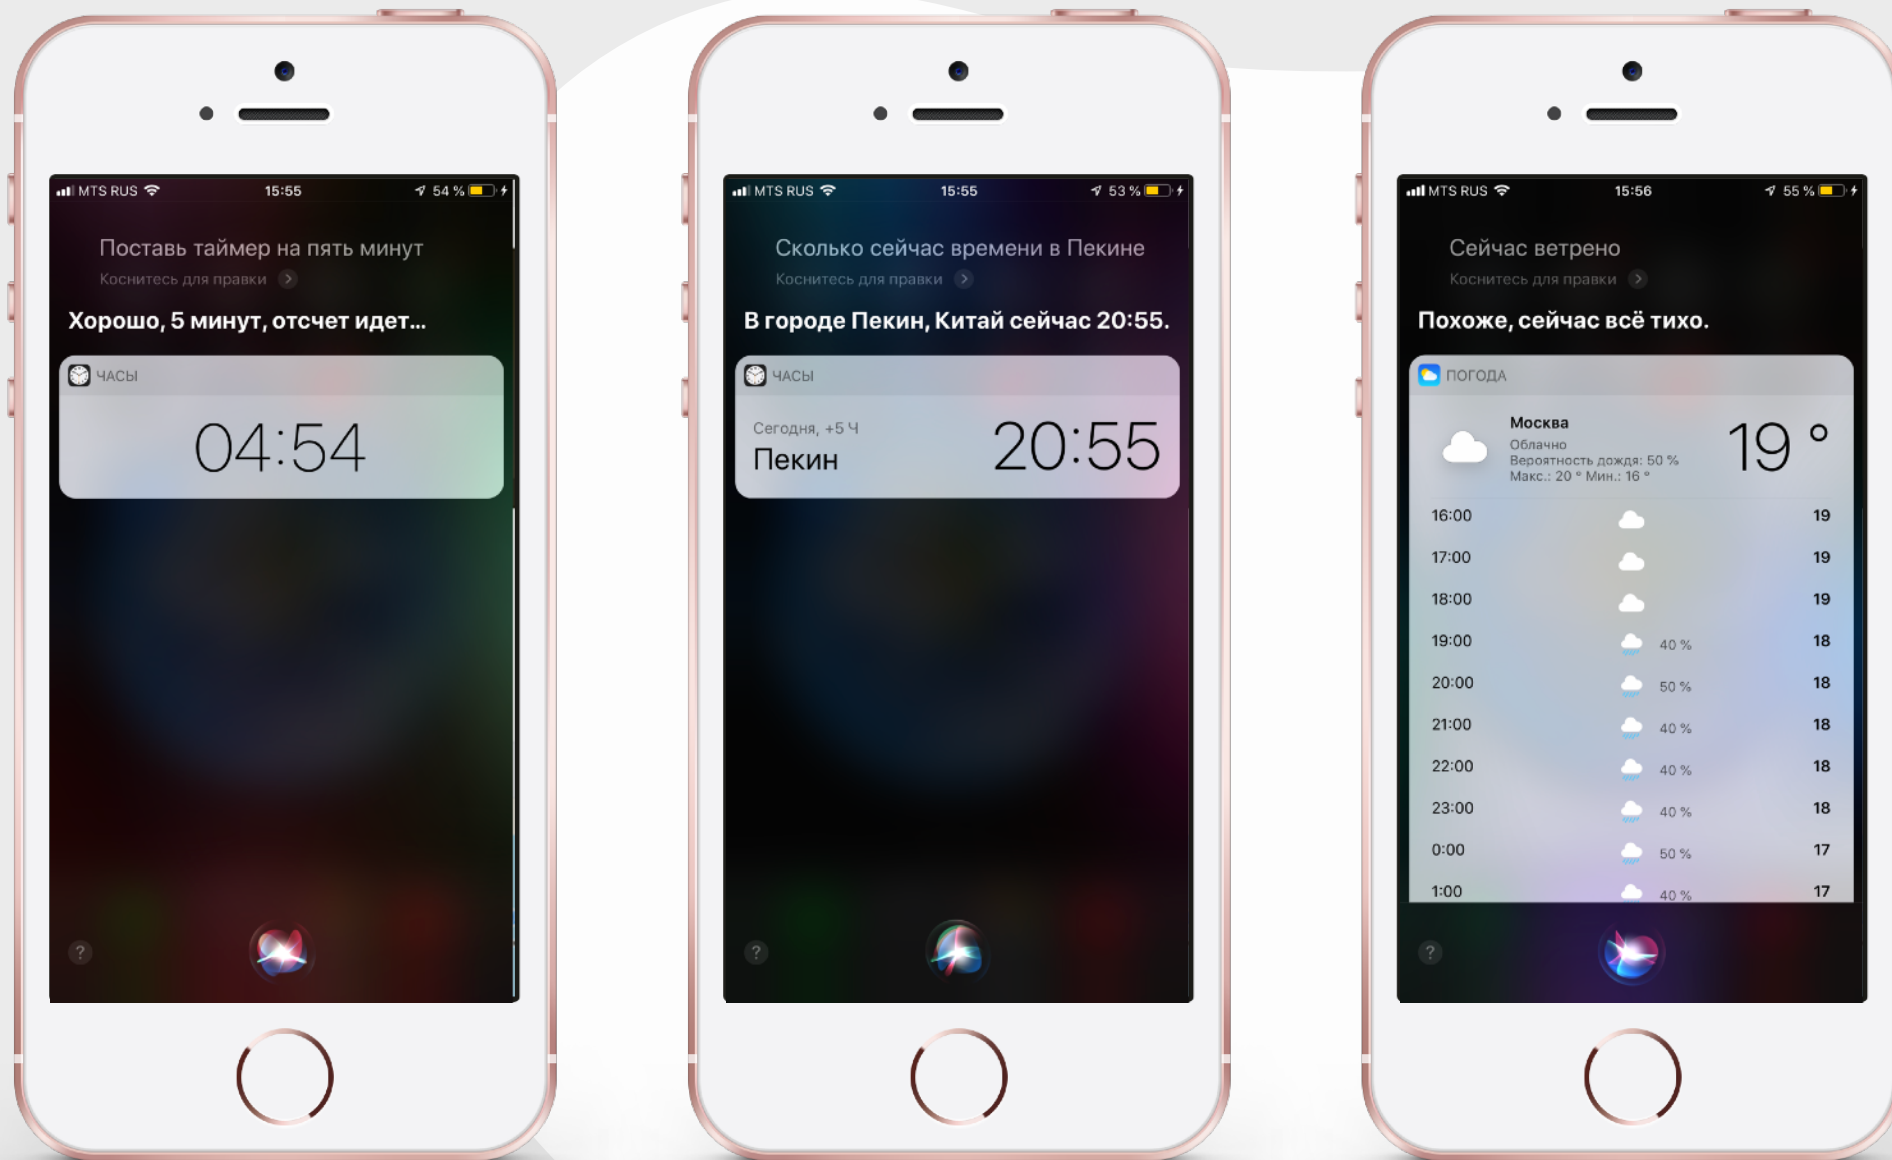 MTS RUS 15:55 54 %
Поставь таймер на пять минут
Коснитесь для правки
Хорошо, 5 минут, отсчет идет...
ЧАСЫ
04:54
?
MTS RUS 15:55 53 %
Сколько сейчас времени в Пекине
Коснитесь для правки
В городе Пекин, Китай сейчас 20:55.
ЧАСЫ
Сегодня, +5 Ч
Пекин 20:55
?
MTS RUS 15:56 55 %
Сейчас ветрено
Коснитесь для правки
Похоже, сейчас всё тихо.
ПОГОДА
Москва
Облачно
Вероятность дождя: 50 %
Макс.: 20 ° Мин.: 16 °
19 °
16:00 19
17:00 19
18:00 19
19:00 40 % 18
20:00 50 % 18
21:00 40 % 18
22:00 40 % 18
23:00 40 % 18
0:00 50 % 17
1:00 40 % 17
?